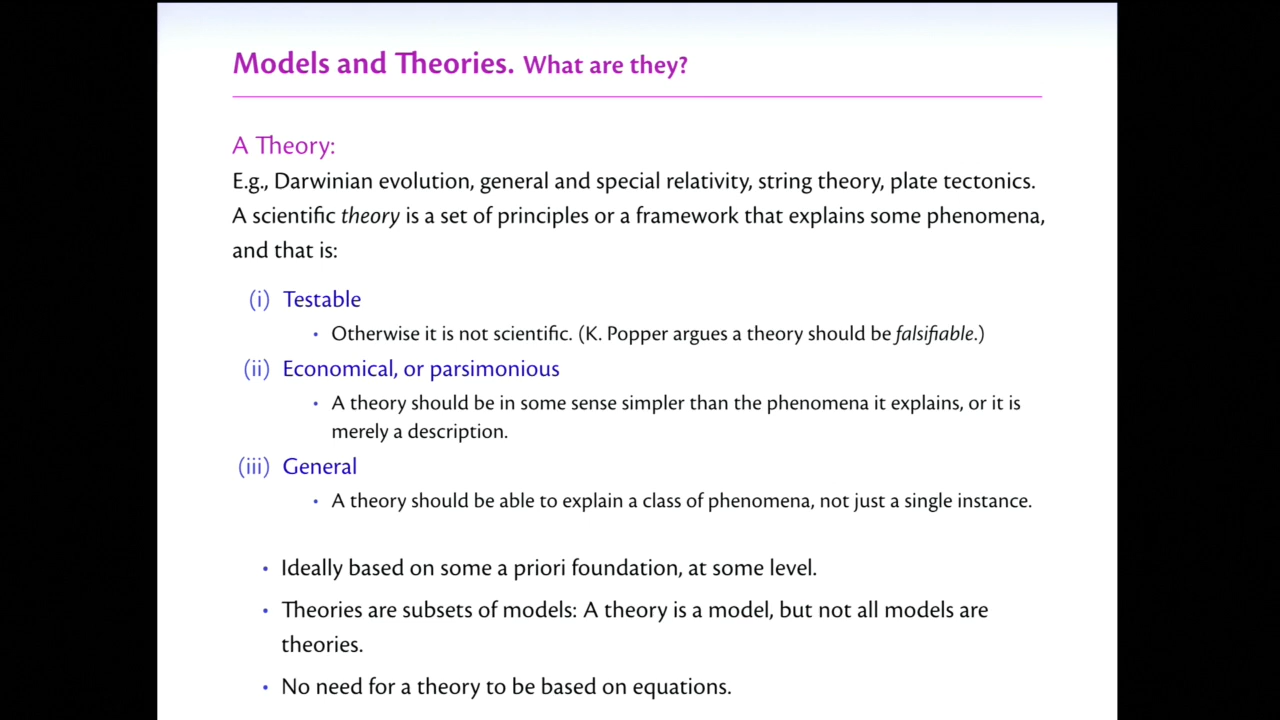 Models and Theories. What are they?
A Theory:
E.g., Darwinian evolution, general and special relativity, string theory, plate tectonics.
A scientific theory is a set of principles or a framework that explains some phenomena,
and that is:
(i) Testable
• Otherwise it is not scientific. (K. Popper argues a theory should be falsifiable.)
(ii) Economical, or parsimonious
• A theory should be in some sense simpler than the phenomena it explains, or it is
merely a description.
(iii) General
• A theory should be able to explain a class of phenomena, not just a single instance.
• Ideally based on some a priori foundation, at some level.
• Theories are subsets of models: A theory is a model, but not all models are
theories.
• No need for a theory to be based on equations.